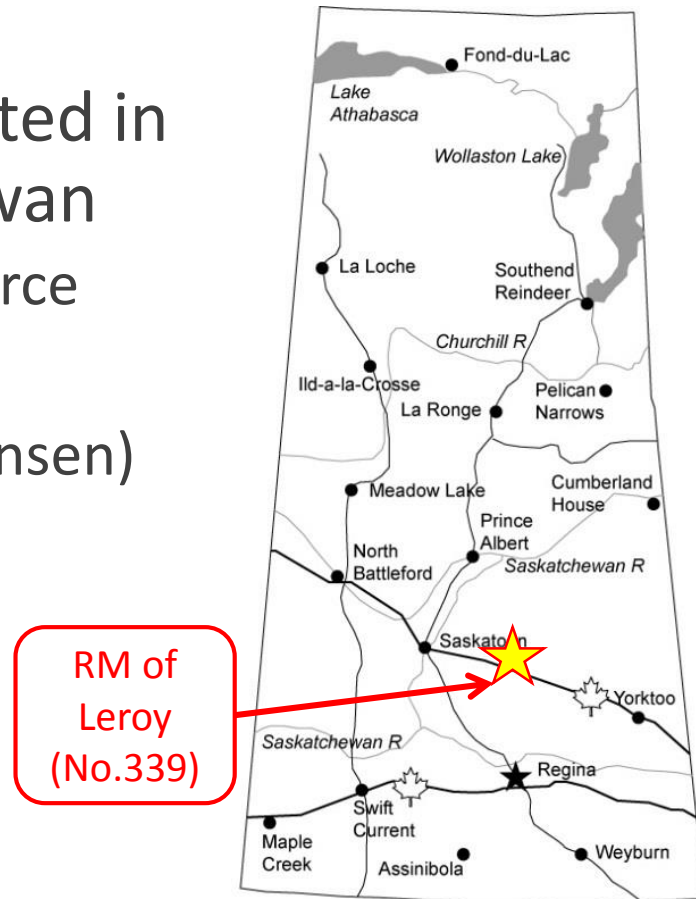 ted in
wan
rce
nsen)
RM of
Leroy
(No.339)
Fond-du-Lac
Lake
Athabasca
Wollaston Lake
La Loche
Southend
Reindeer
Churchill R
Ild-a-la-Crosse
Pelican
Narrows
La Ronge
Meadow Lake
Cumberland
House
Prince
Albert
North
Battleford
Saskatchewan R
Saskatoon
Yorktoo
Saskatchewan R
Regina
Swift
Current
Maple
Creek
Assinibola
Weyburn